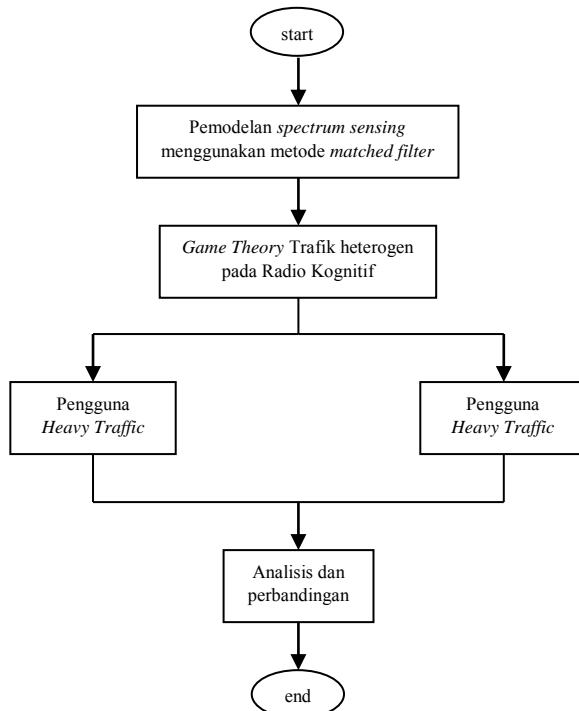 start
Pemodelan spectrum sensing
menggunakan metode matched filter
Game Theory Trafik heterogen
pada Radio Kognitif
Pengguna
Heavy Traffic
Pengguna
Heavy Traffic
Analisis dan
perbandingan
end